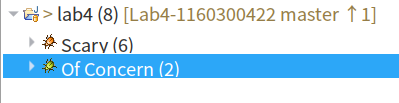 > lab4 (8) [Lab4-1160300422 master ↑1]
Scary (6)
Of Concern (2)